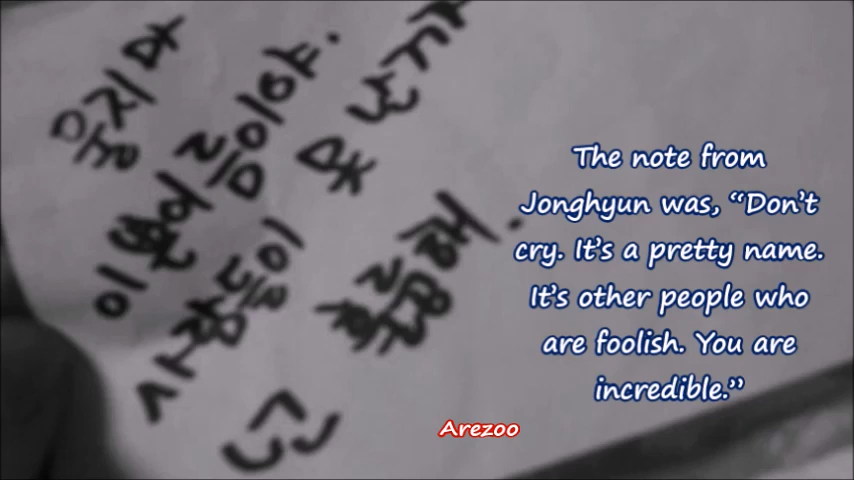 울지마
이쁜 이름이야.
사람들이 못난거
넌 훌륭해.
The note from
Jonghyun was, “Don’t
cry. It’s a pretty name.
It’s other people who
are foolish. You are
incredible.”
Arezoo